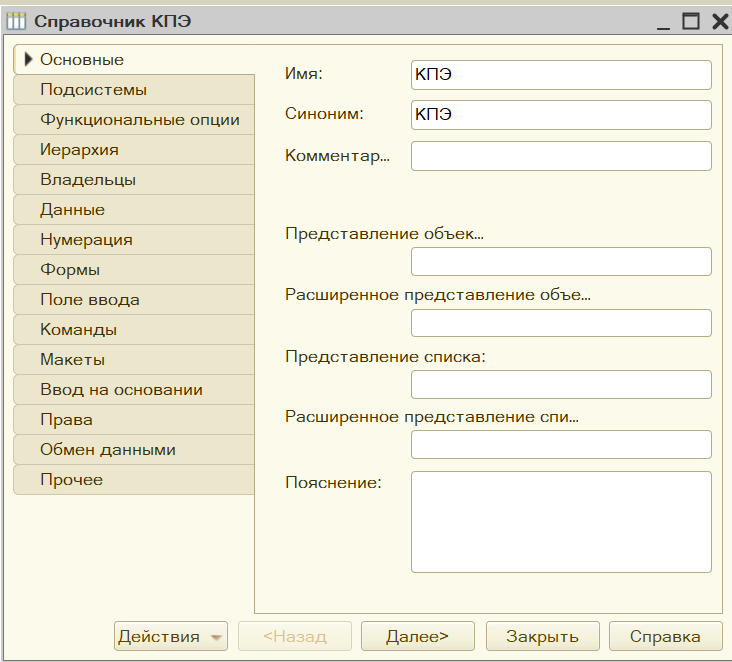 Справочник КПЭ
Основные
Подсистемы
Функциональные опции
Иерархия
Владельцы
Данные
Нумерация
Формы
Поле ввода
Команды
Макеты
Ввод на основании
Права
Обмен данными
Прочее
Имя: КПЭ
Синоним: КПЭ
Комментар...
Представление объек...
Расширенное представление объе...
Представление списка:
Расширенное представление спи...
Пояснение:
Действия <Назад Далее> Закрыть Справка